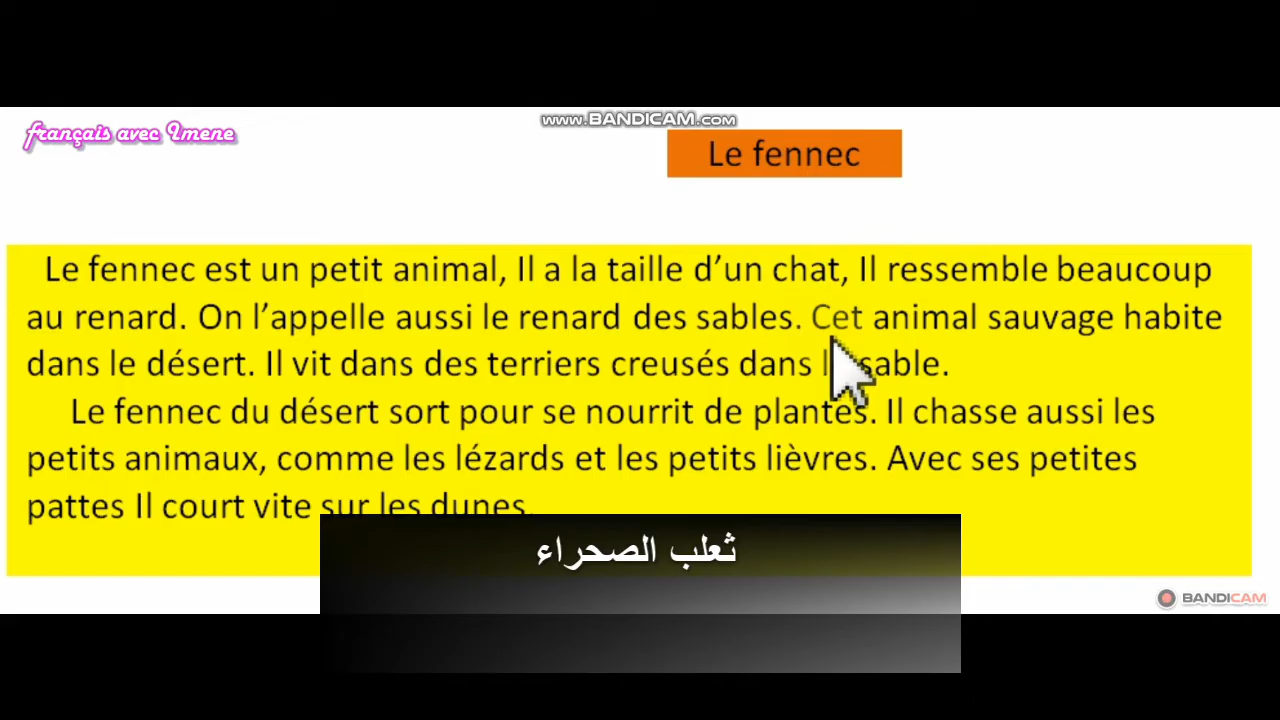 www.BANDICAM.com
français avec Imene
Le fennec
Le fennec est un petit animal, Il a la taille d’un chat, Il ressemble beaucoup
au renard. On l’appelle aussi le renard des sables. Cet animal sauvage habite
dans le désert. Il vit dans des terriers creusés dans sable.
Le fennec du désert sort pour se nourrit de plantes. Il chasse aussi les
petits animaux, comme les lézards et les petits lièvres. Avec ses petites
pattes Il court vite sur les dunes.
ثعلب الصحراء
BANDICAM